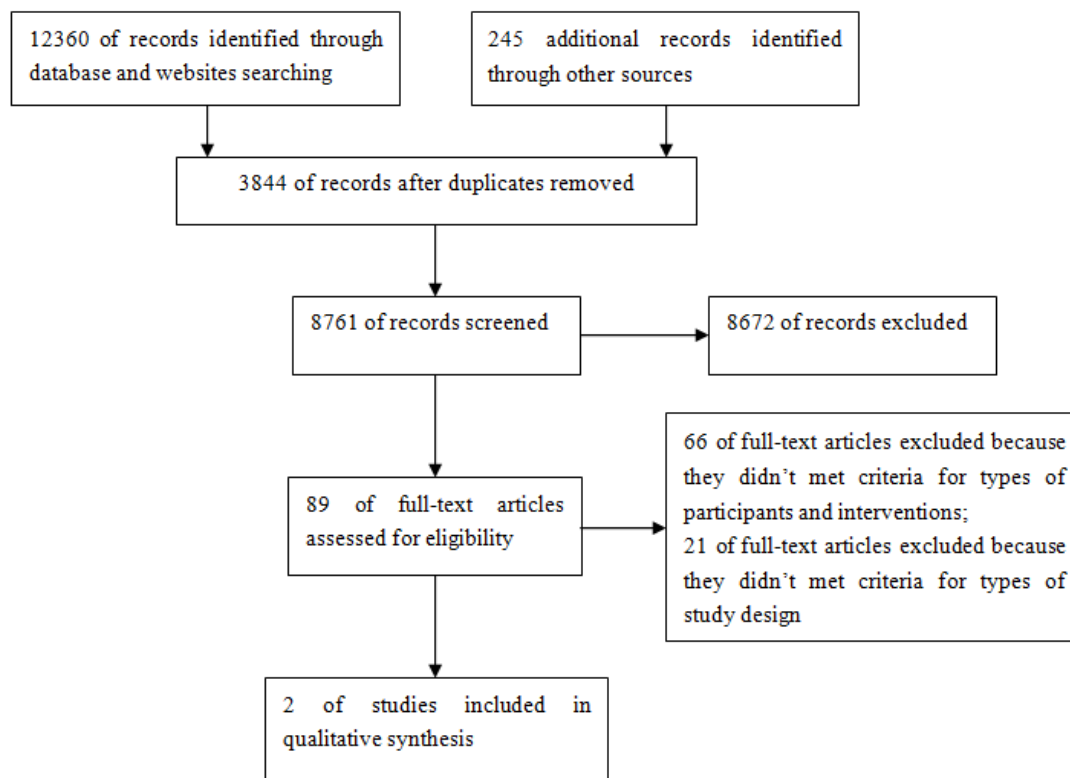 12360 of records identified through
database and websites searching
245 additional records identified
through other sources
3844 of records after duplicates removed
8761 of records screened
8672 of records excluded
89 of full-text articles
assessed for eligibility
66 of full-text articles excluded because
they didn't met criteria for types of
participants and interventions;
21 of full-text articles excluded because
they didn't met criteria for types of
study design
2 of studies included in
qualitative synthesis